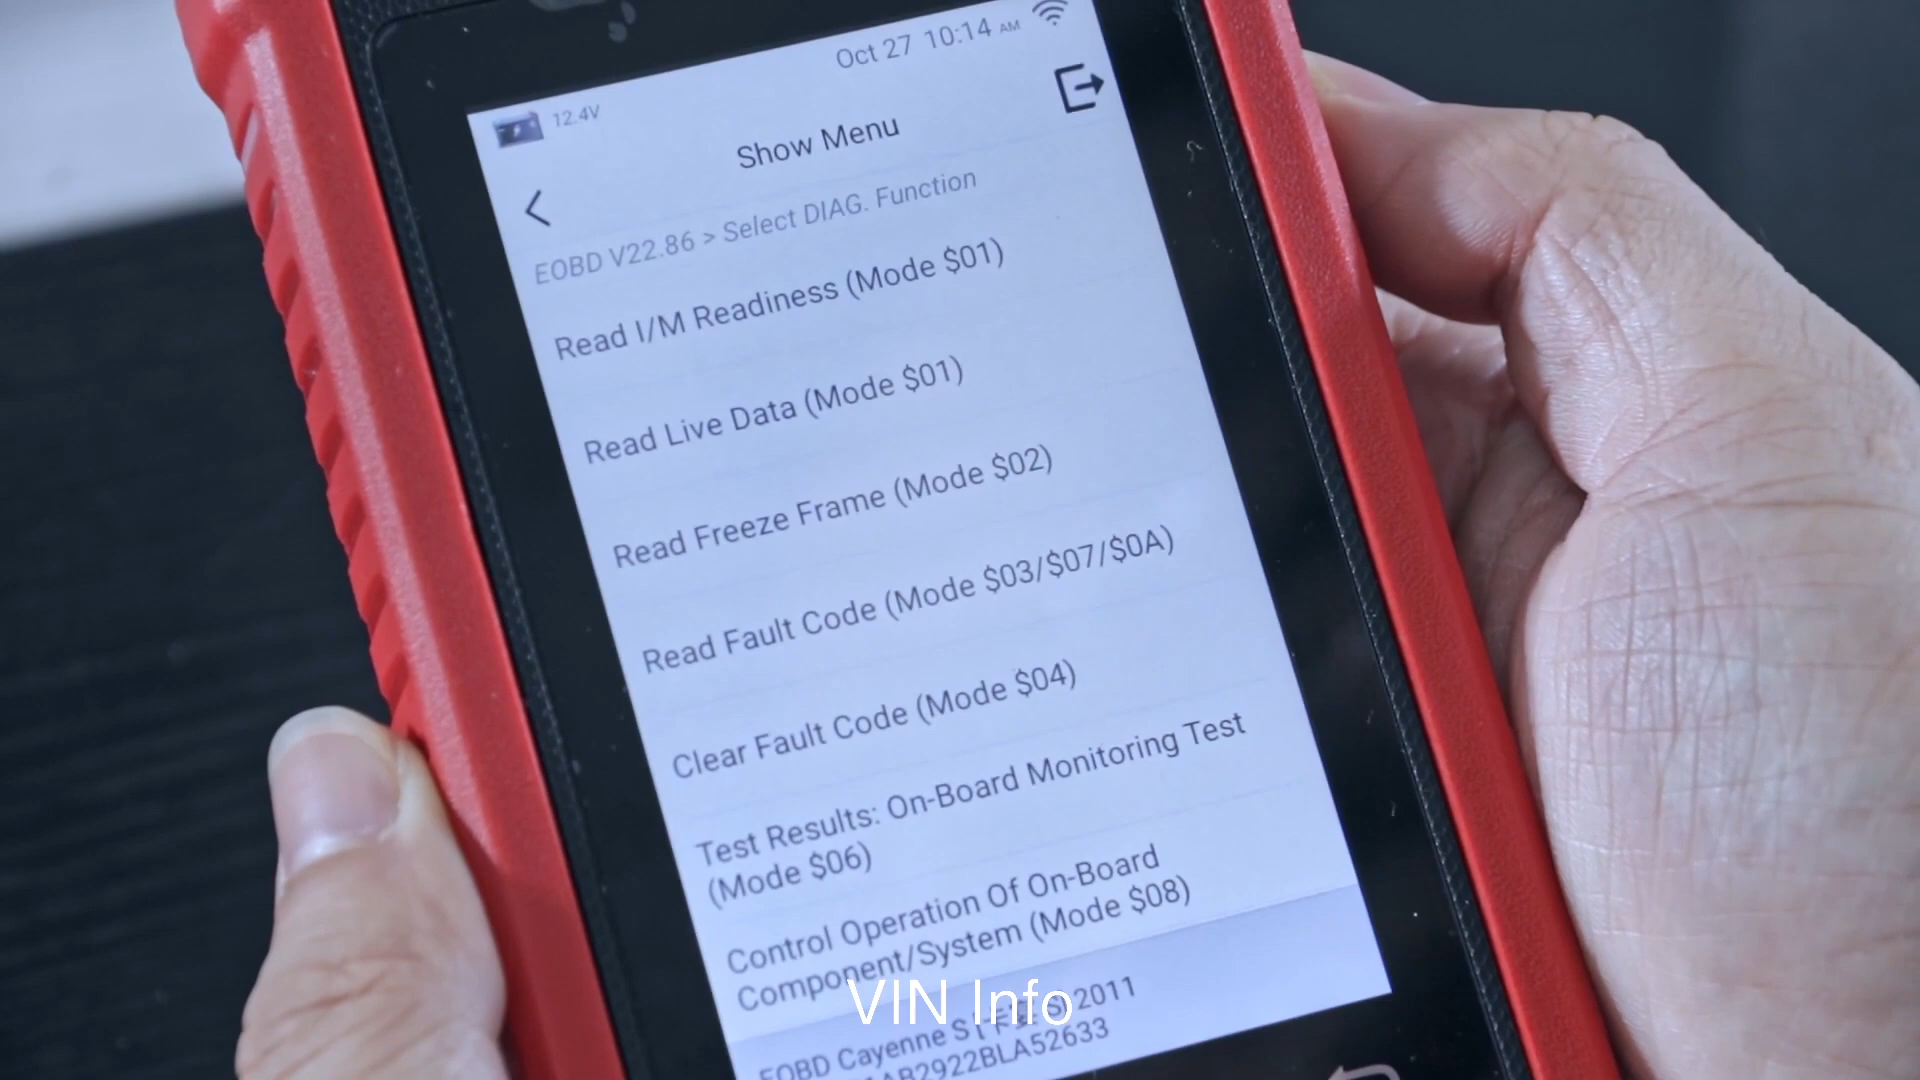 Oct 27 10:14 AM
12.4V
Show Menu
EOBD V22.86 > Select DIAG. Function
Read I/M Readiness (Mode $01)
Read Live Data (Mode $01)
Read Freeze Frame (Mode $02)
Read Fault Code (Mode $03/$07/$0A)
Clear Fault Code (Mode $04)
Test Results: On-Board Monitoring Test
(Mode $06)
Control Operation Of On-Board
Component/System (Mode $08)
VIN Info
EOBD Cayenne S 2011
AB2922BLA52633